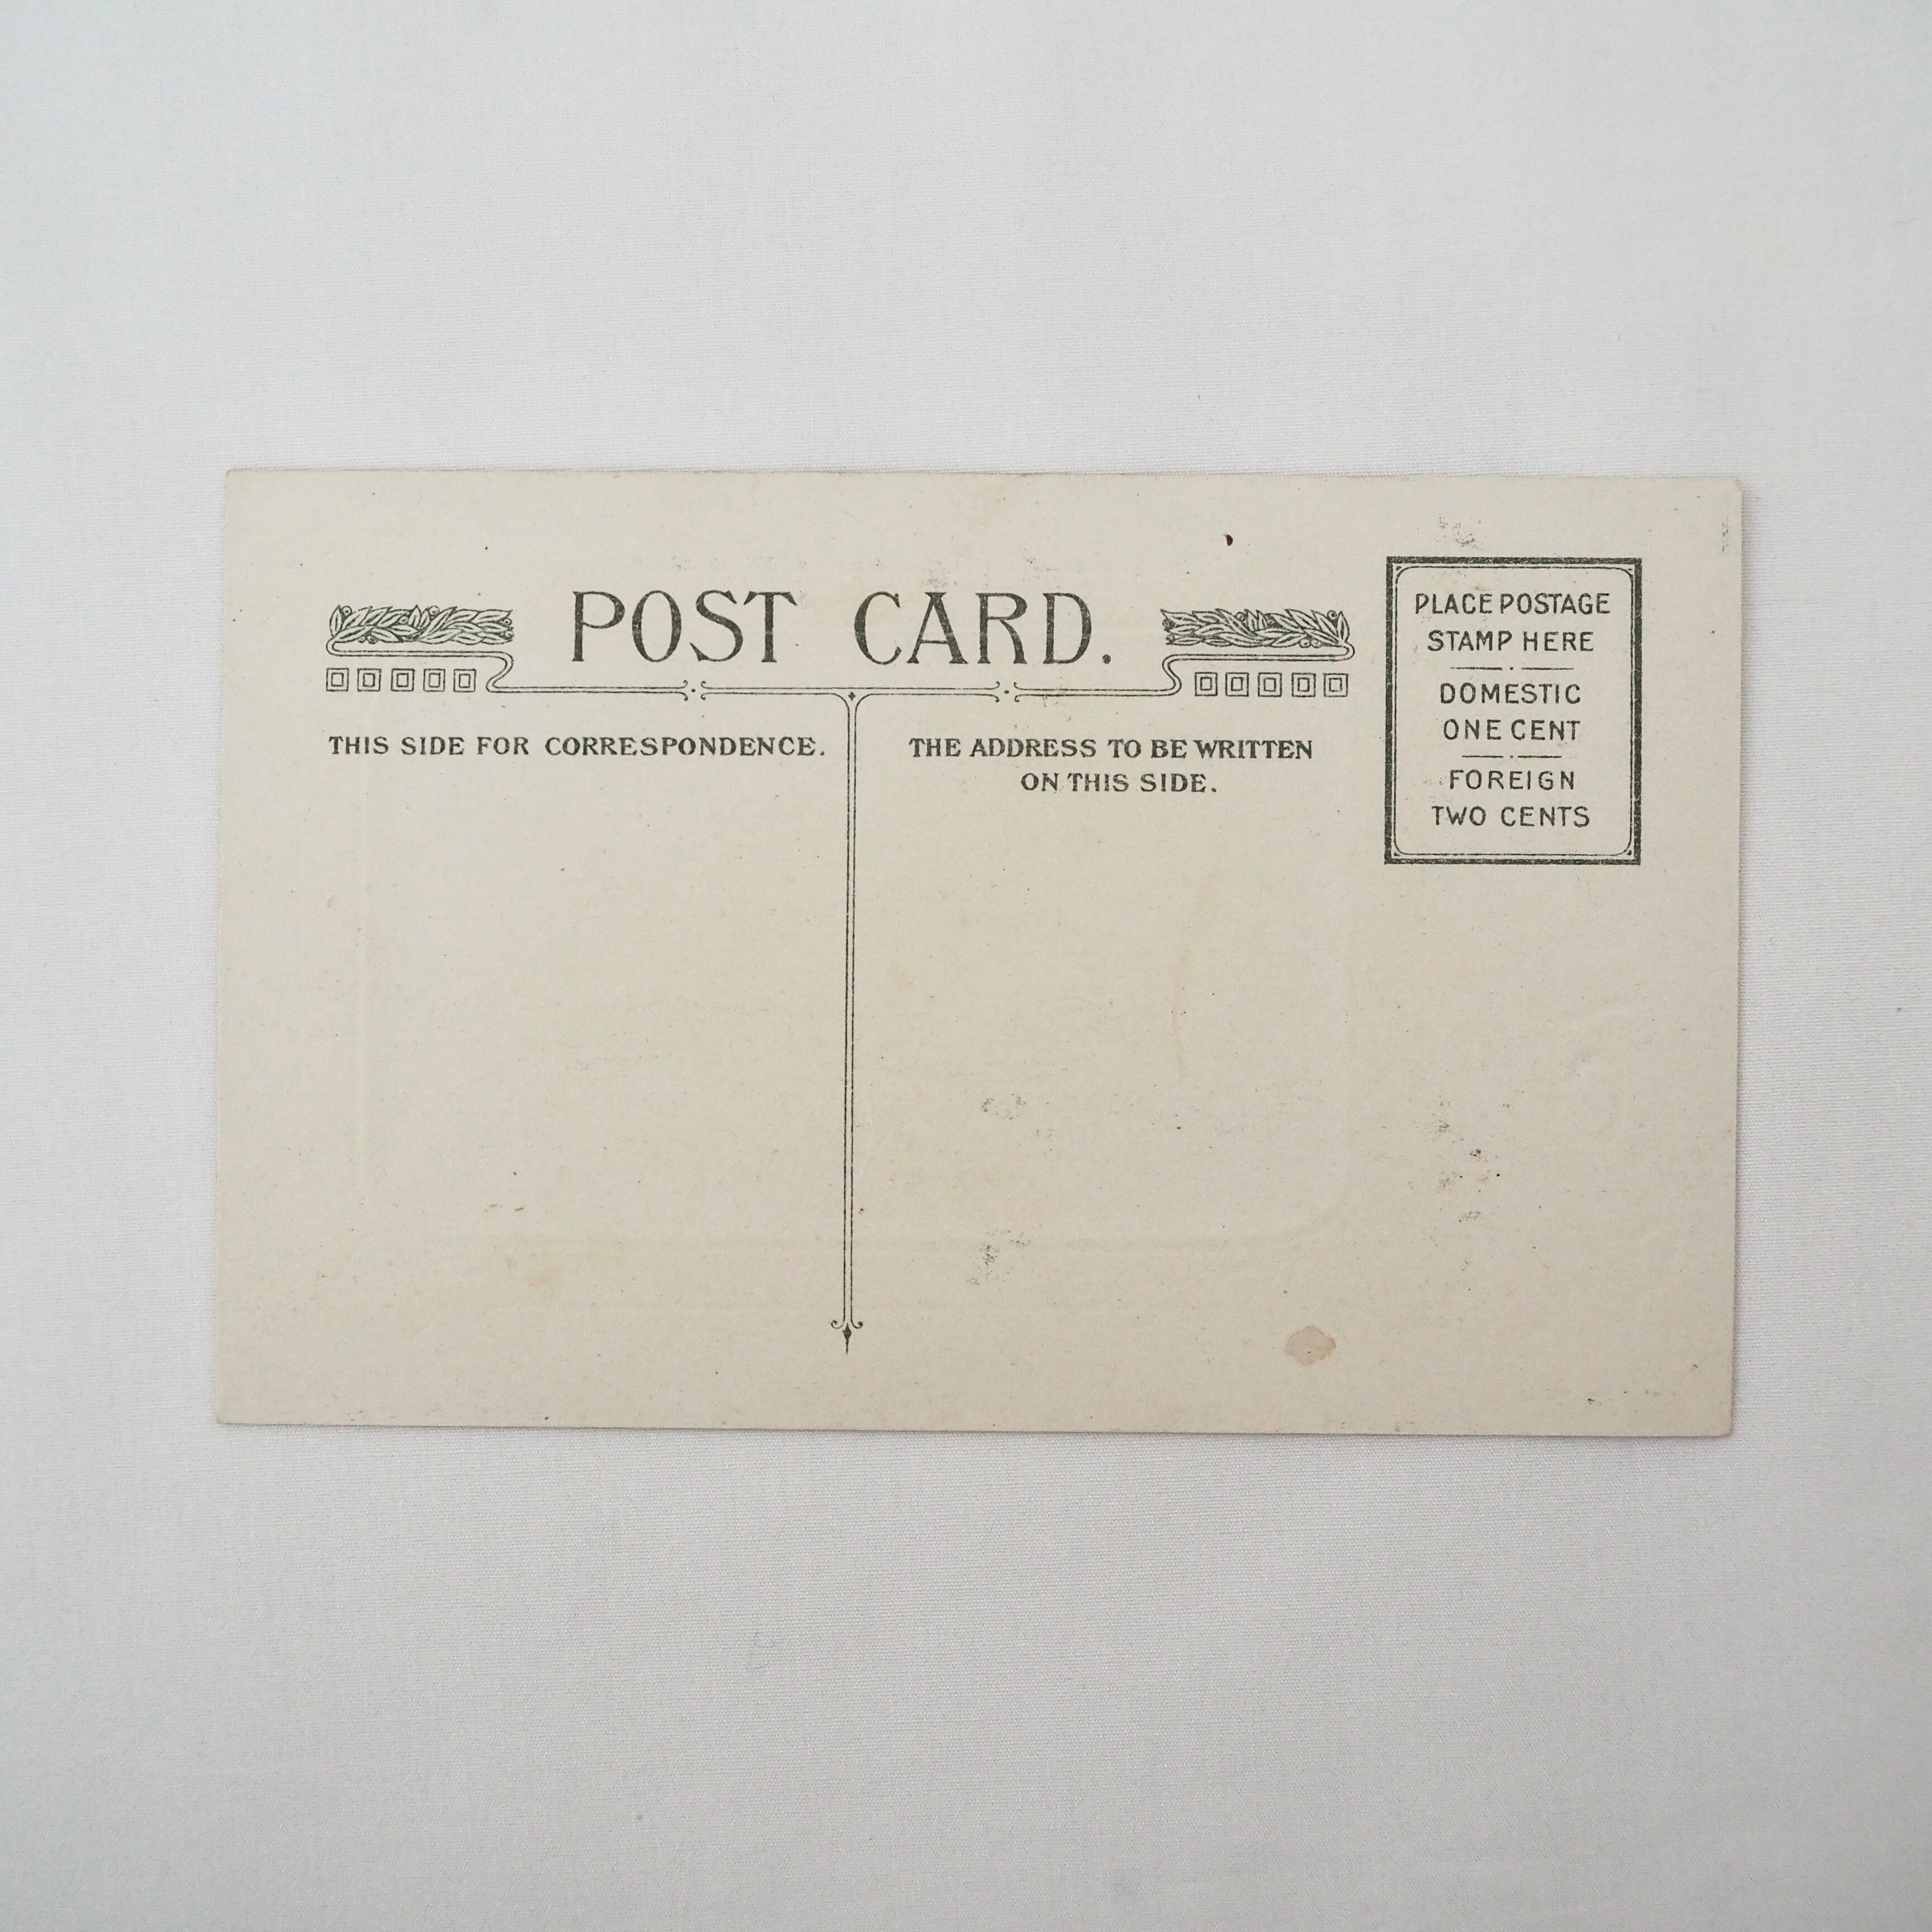 POST CARD.
THIS SIDE FOR CORRESPONDENCE.
THE ADDRESS TO BE WRITTEN
ON THIS SIDE.
PLACE POSTAGE
STAMP HERE
DOMESTIC
ONE CENT
FOREIGN
TWO CENTS